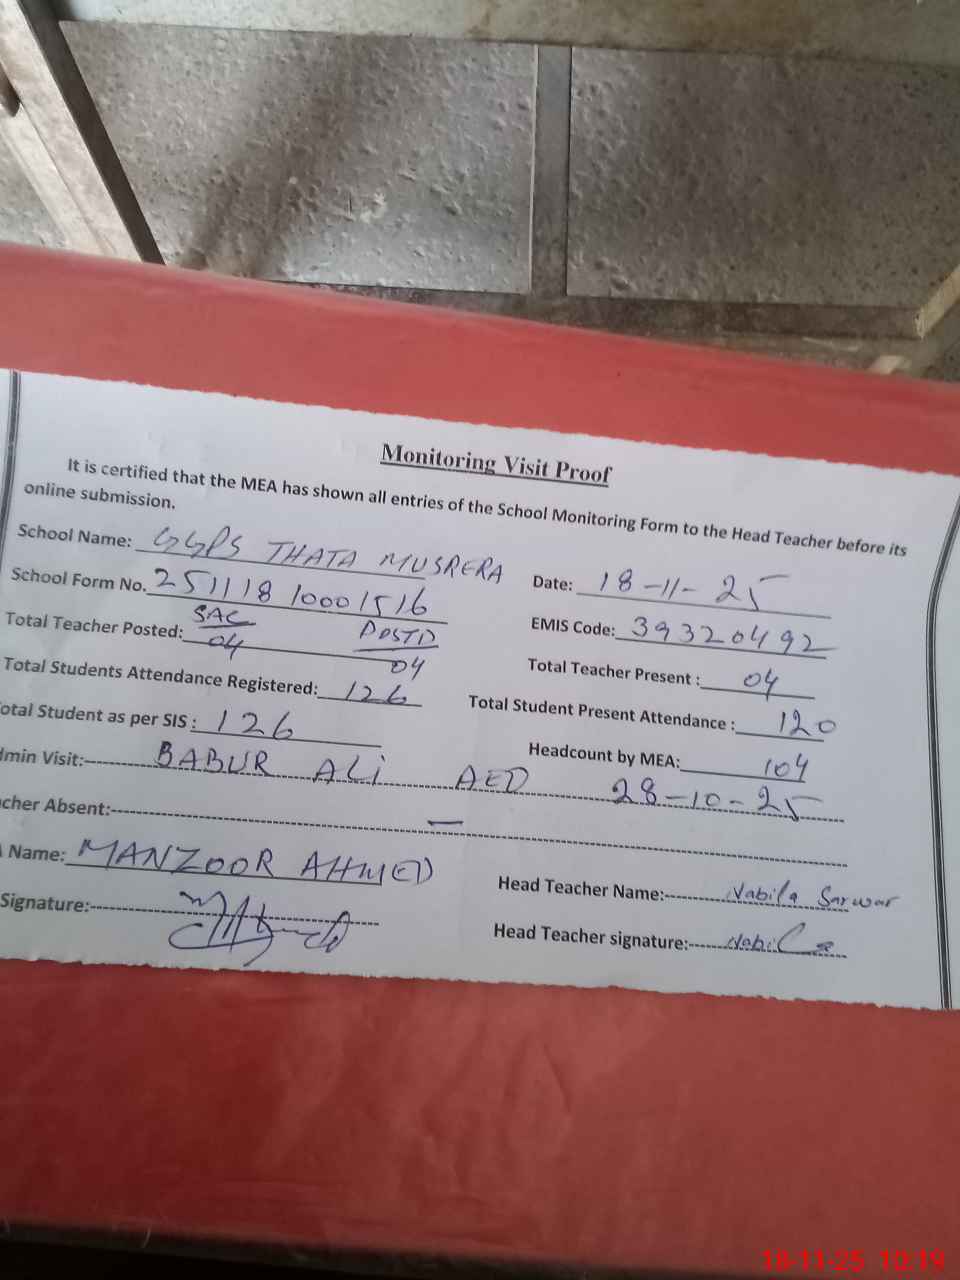 Monitoring Visit Proof
It is certified that the MEA has shown all entries of the School Monitoring Form to the Head Teacher before its
online submission.
School Name: GGPS THATA MUSRERA Date: 18-11-25
School Form No. 251118 10001516 EMIS Code: 39320492
Total Teacher Posted: SAC 04 POSTD 04 Total Teacher Present : 04
Total Students Attendance Registered: 126 Total Student Present Attendance : 120
otal Student as per SIS : 126 Headcount by MEA: 104
dmin Visit: BABUR ALi AED 28-10-25
cher Absent: —
Name: MANZOOR AHMED Head Teacher Name: Nabila Sarwar
Signature: Head Teacher signature: Nabila
18-11-25 10:19